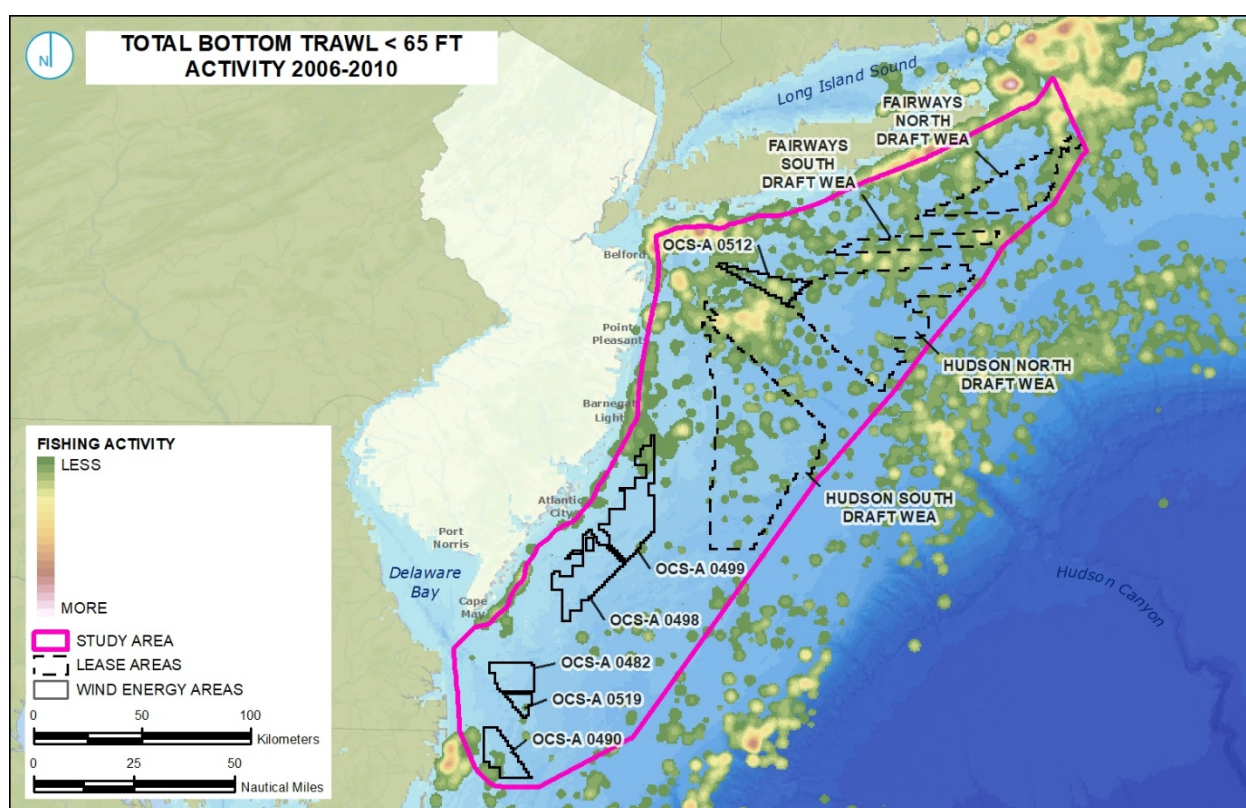 N
TOTAL BOTTOM TRAWL < 65 FT
ACTIVITY 2006-2010
Long Island Sound
FAIRWAYS
NORTH
DRAFT WEA
FAIRWAYS
SOUTH
DRAFT WEA
OCS-A 0512
Belford
Point
Pleasant
HUDSON NORTH
DRAFT WEA
Barnegat
Light
HUDSON SOUTH
DRAFT WEA
Atlantic
City
Port
Norris
OCS-A 0499
Delaware
Bay
Hudson Canyon
Cape
May
OCS-A 0498
OCS-A 0482
OCS-A 0519
OCS-A 0490
FISHING ACTIVITY
LESS
MORE
STUDY AREA
LEASE AREAS
WIND ENERGY AREAS
0 50 100
Kilometers
0 25 50
Nautical Miles